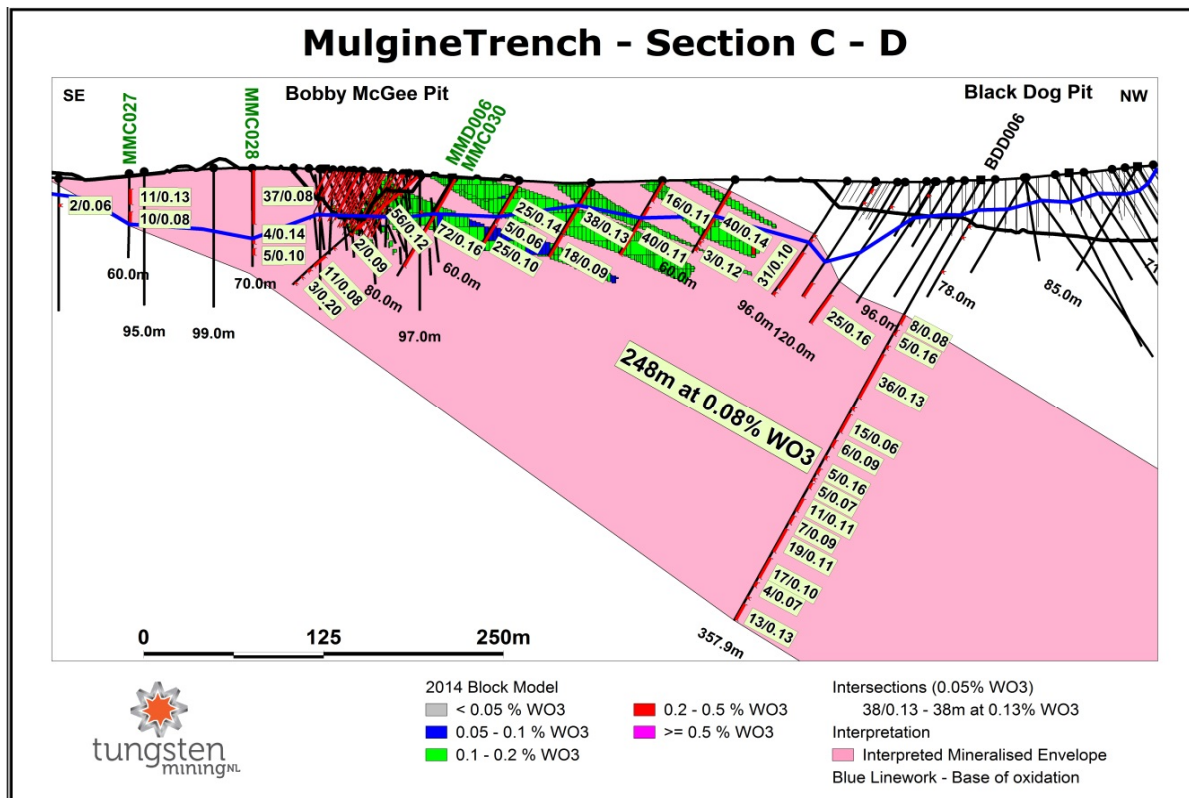 MulgineTrench - Section C - D
SE
Bobby McGee Pit
Black Dog Pit
NW
MMC027
MMC028
MMD006
MMC030
BDD006
2/0.06
11/0.13
10/0.08
37/0.08
4/0.14
5/0.10
2/0.09
11/0.08
3/0.20
56/0.12
72/0.16
25/0.14
5/0.06
25/0.10
38/0.13
18/0.09
16/0.11
40/0.11
40/0.14
3/0.12
31/0.10
25/0.16
60.0m
70.0m
95.0m
99.0m
80.0m
97.0m
60.0m
60.0m
96.0m
120.0m
96.0m
78.0m
85.0m
248m at 0.08% WO3
8/0.08
5/0.16
36/0.13
15/0.06
6/0.09
5/0.16
5/0.07
11/0.11
7/0.09
19/0.11
17/0.10
4/0.07
13/0.13
357.9m
0 125 250m
tungsten
mining NL
2014 Block Model
< 0.05 % WO3
0.05 - 0.1 % WO3
0.1 - 0.2 % WO3
0.2 - 0.5 % WO3
>= 0.5 % WO3
Intersections (0.05% WO3)
38/0.13 - 38m at 0.13% WO3
Interpretation
Interpreted Mineralised Envelope
Blue Linework - Base of oxidation